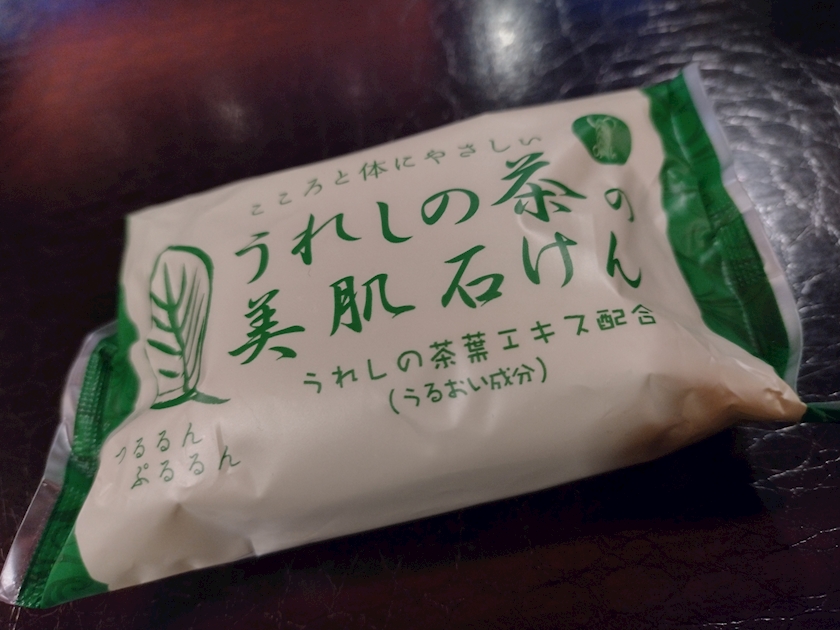 こころと体にやさしい
うれしの茶の
美肌石けん
うれしの茶葉エキス配合
(うるおい成分)
つるるん
ぷるるん